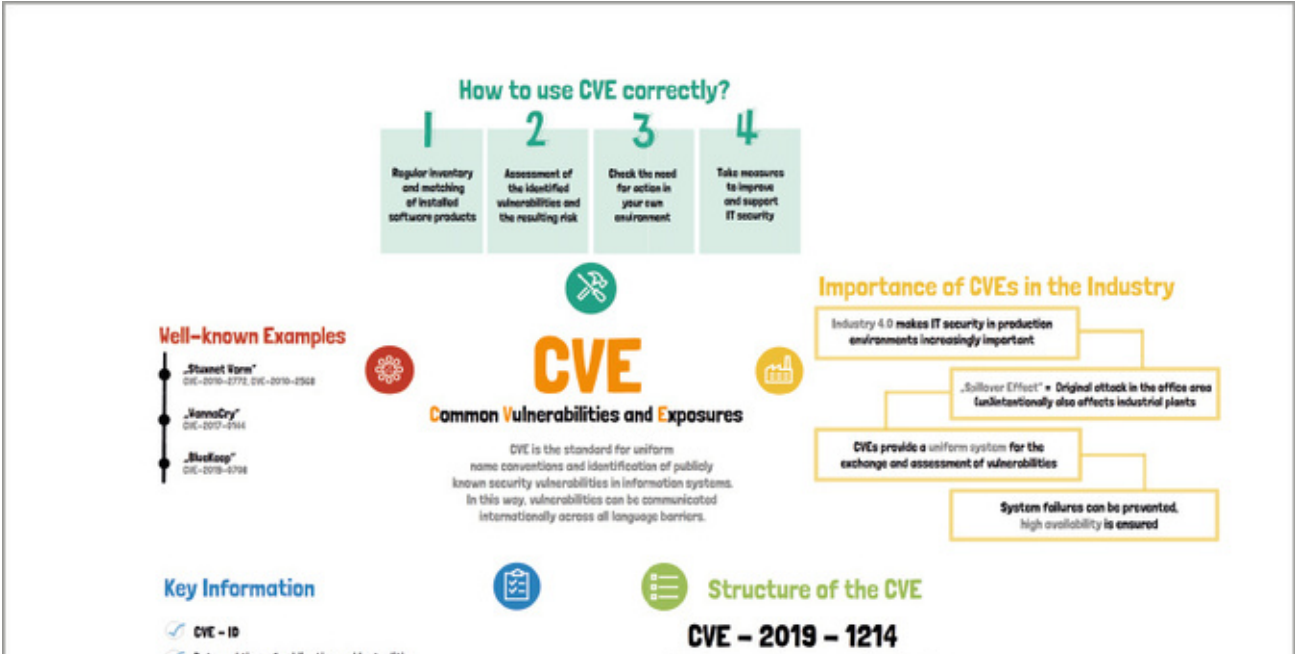 How to use CVE correctly?
1
Regular inventory
and matching
of installed
software products
2
Assessment of
the identified
vulnerabilities and
the resulting risk
3
Check the need
for action in
your own
environment
4
Take measures
to improve
and support
IT security
Well-known Examples
„Stuxnet Worm"
CVE-2010-2772, CVE-2010-2568
„WannaCry"
CVE-2017-0144
„BlueKeep"
CVE-2019-0708
CVE
Common Vulnerabilities and Exposures
CVE is the standard for uniform
name conventions and identification of publicly
known security vulnerabilities in information systems.
In this way, vulnerabilities can be communicated
internationally across all language barriers.
Importance of CVEs in the Industry
Industry 4.0 makes IT security in production
environments increasingly important
„Spillover Effect" = Original attack in the office area
(un)intentionally also affects industrial plants
CVEs provide a uniform system for the
exchange and assessment of vulnerabilities
System failures can be prevented,
high availability is ensured
Key Information
CVE - ID
Structure of the CVE
CVE - 2019 - 1214